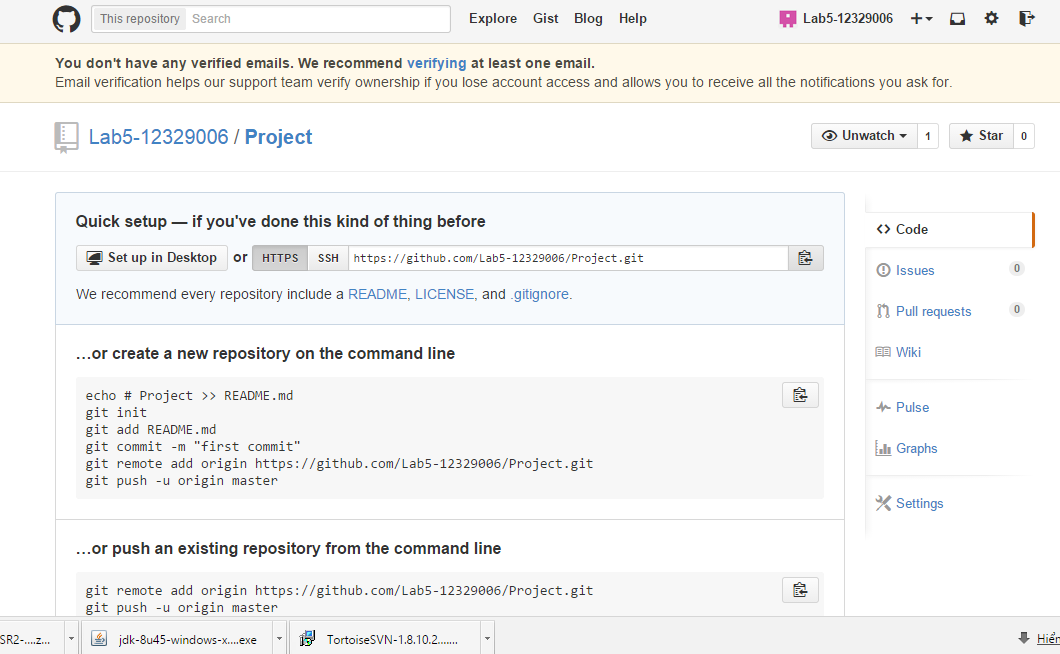 This repository Search Explore Gist Blog Help Lab5-12329006
You don't have any verified emails. We recommend verifying at least one email.
Email verification helps our support team verify ownership if you lose account access and allows you to receive all the notifications you ask for.
Lab5-12329006 / Project Unwatch 1 Star 0
Quick setup — if you've done this kind of thing before
Set up in Desktop or HTTPS SSH https://github.com/Lab5-12329006/Project.git
We recommend every repository include a README, LICENSE, and .gitignore.
…or create a new repository on the command line
echo # Project >> README.md
git init
git add README.md
git commit -m "first commit"
git remote add origin https://github.com/Lab5-12329006/Project.git
git push -u origin master
…or push an existing repository from the command line
git remote add origin https://github.com/Lab5-12329006/Project.git
git push -u origin master
Code
Issues 0
Pull requests 0
Wiki
Pulse
Graphs
Settings
SR2-....z... jdk-8u45-windows-x....exe TortoiseSVN-1.8.10.2...... Hiển